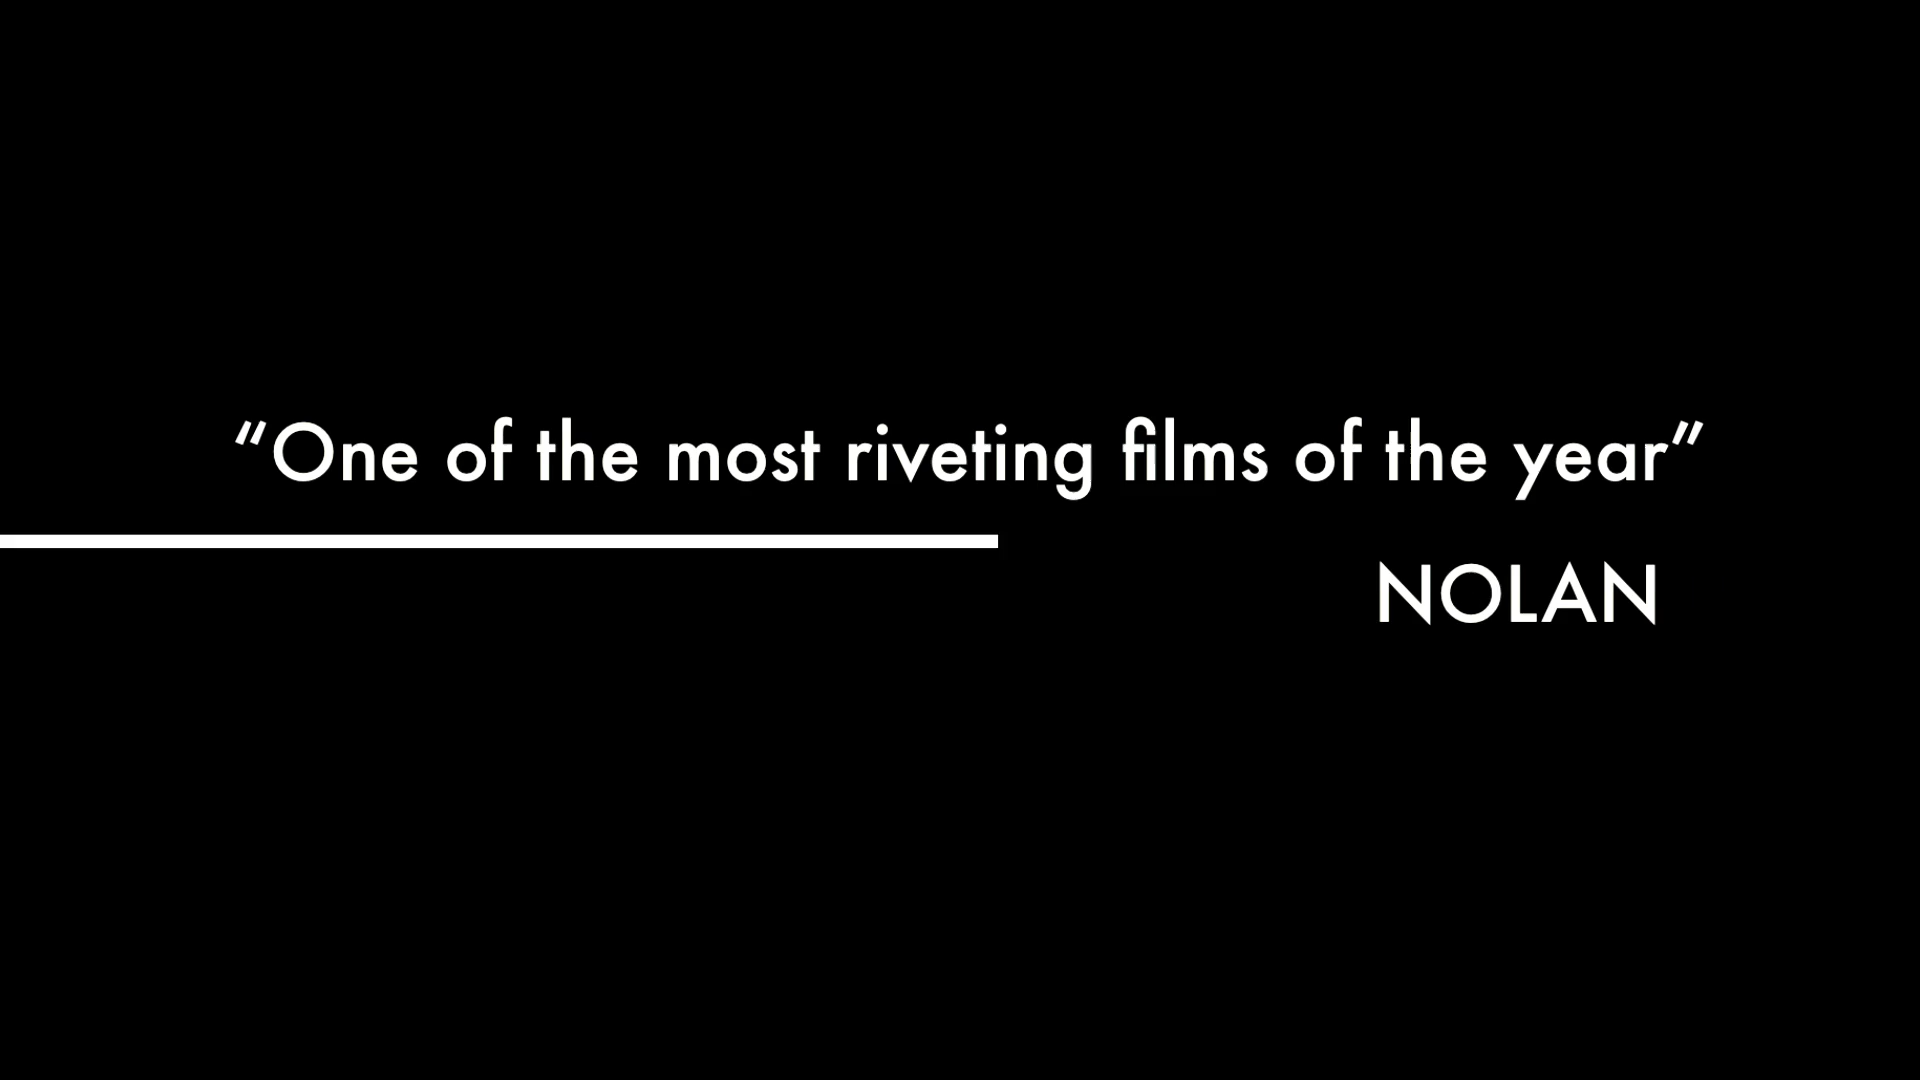 “One of the most riveting films of the year”
NOLAN